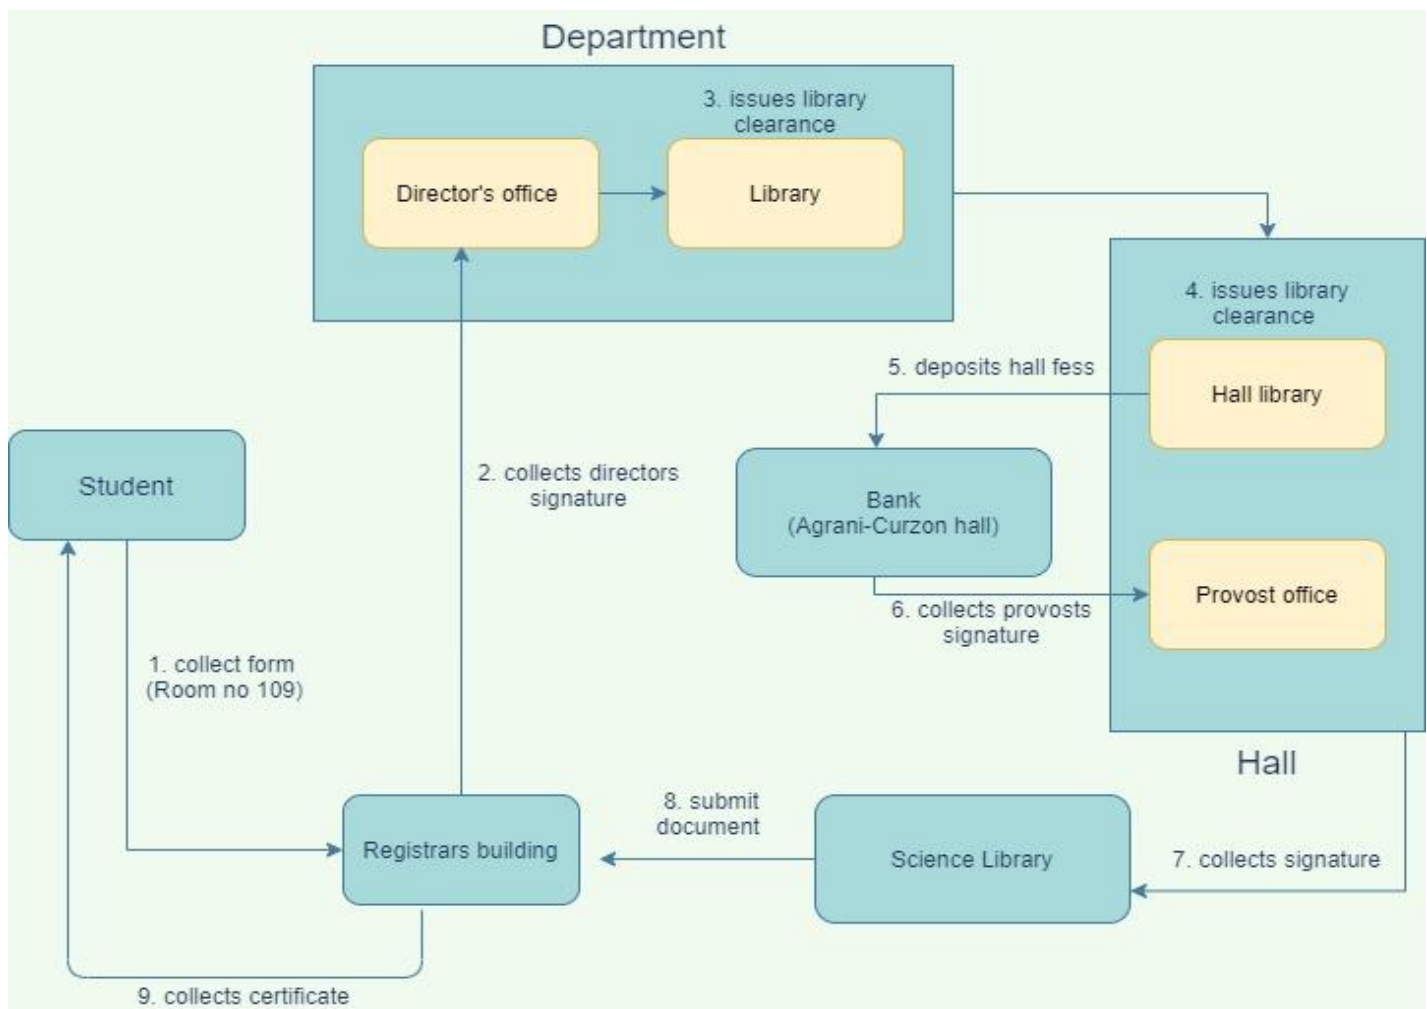 Department
3. issues library
clearance
Director's office
Library
4. issues library
clearance
5. deposits hall fess
Hall library
Student
2. collects directors
signature
Bank
(Agrani-Curzon hall)
Provost office
6. collects provosts
signature
1. collect form
(Room no 109)
Hall
8. submit
document
Registrars building
Science Library
7. collects signature
9. collects certificate